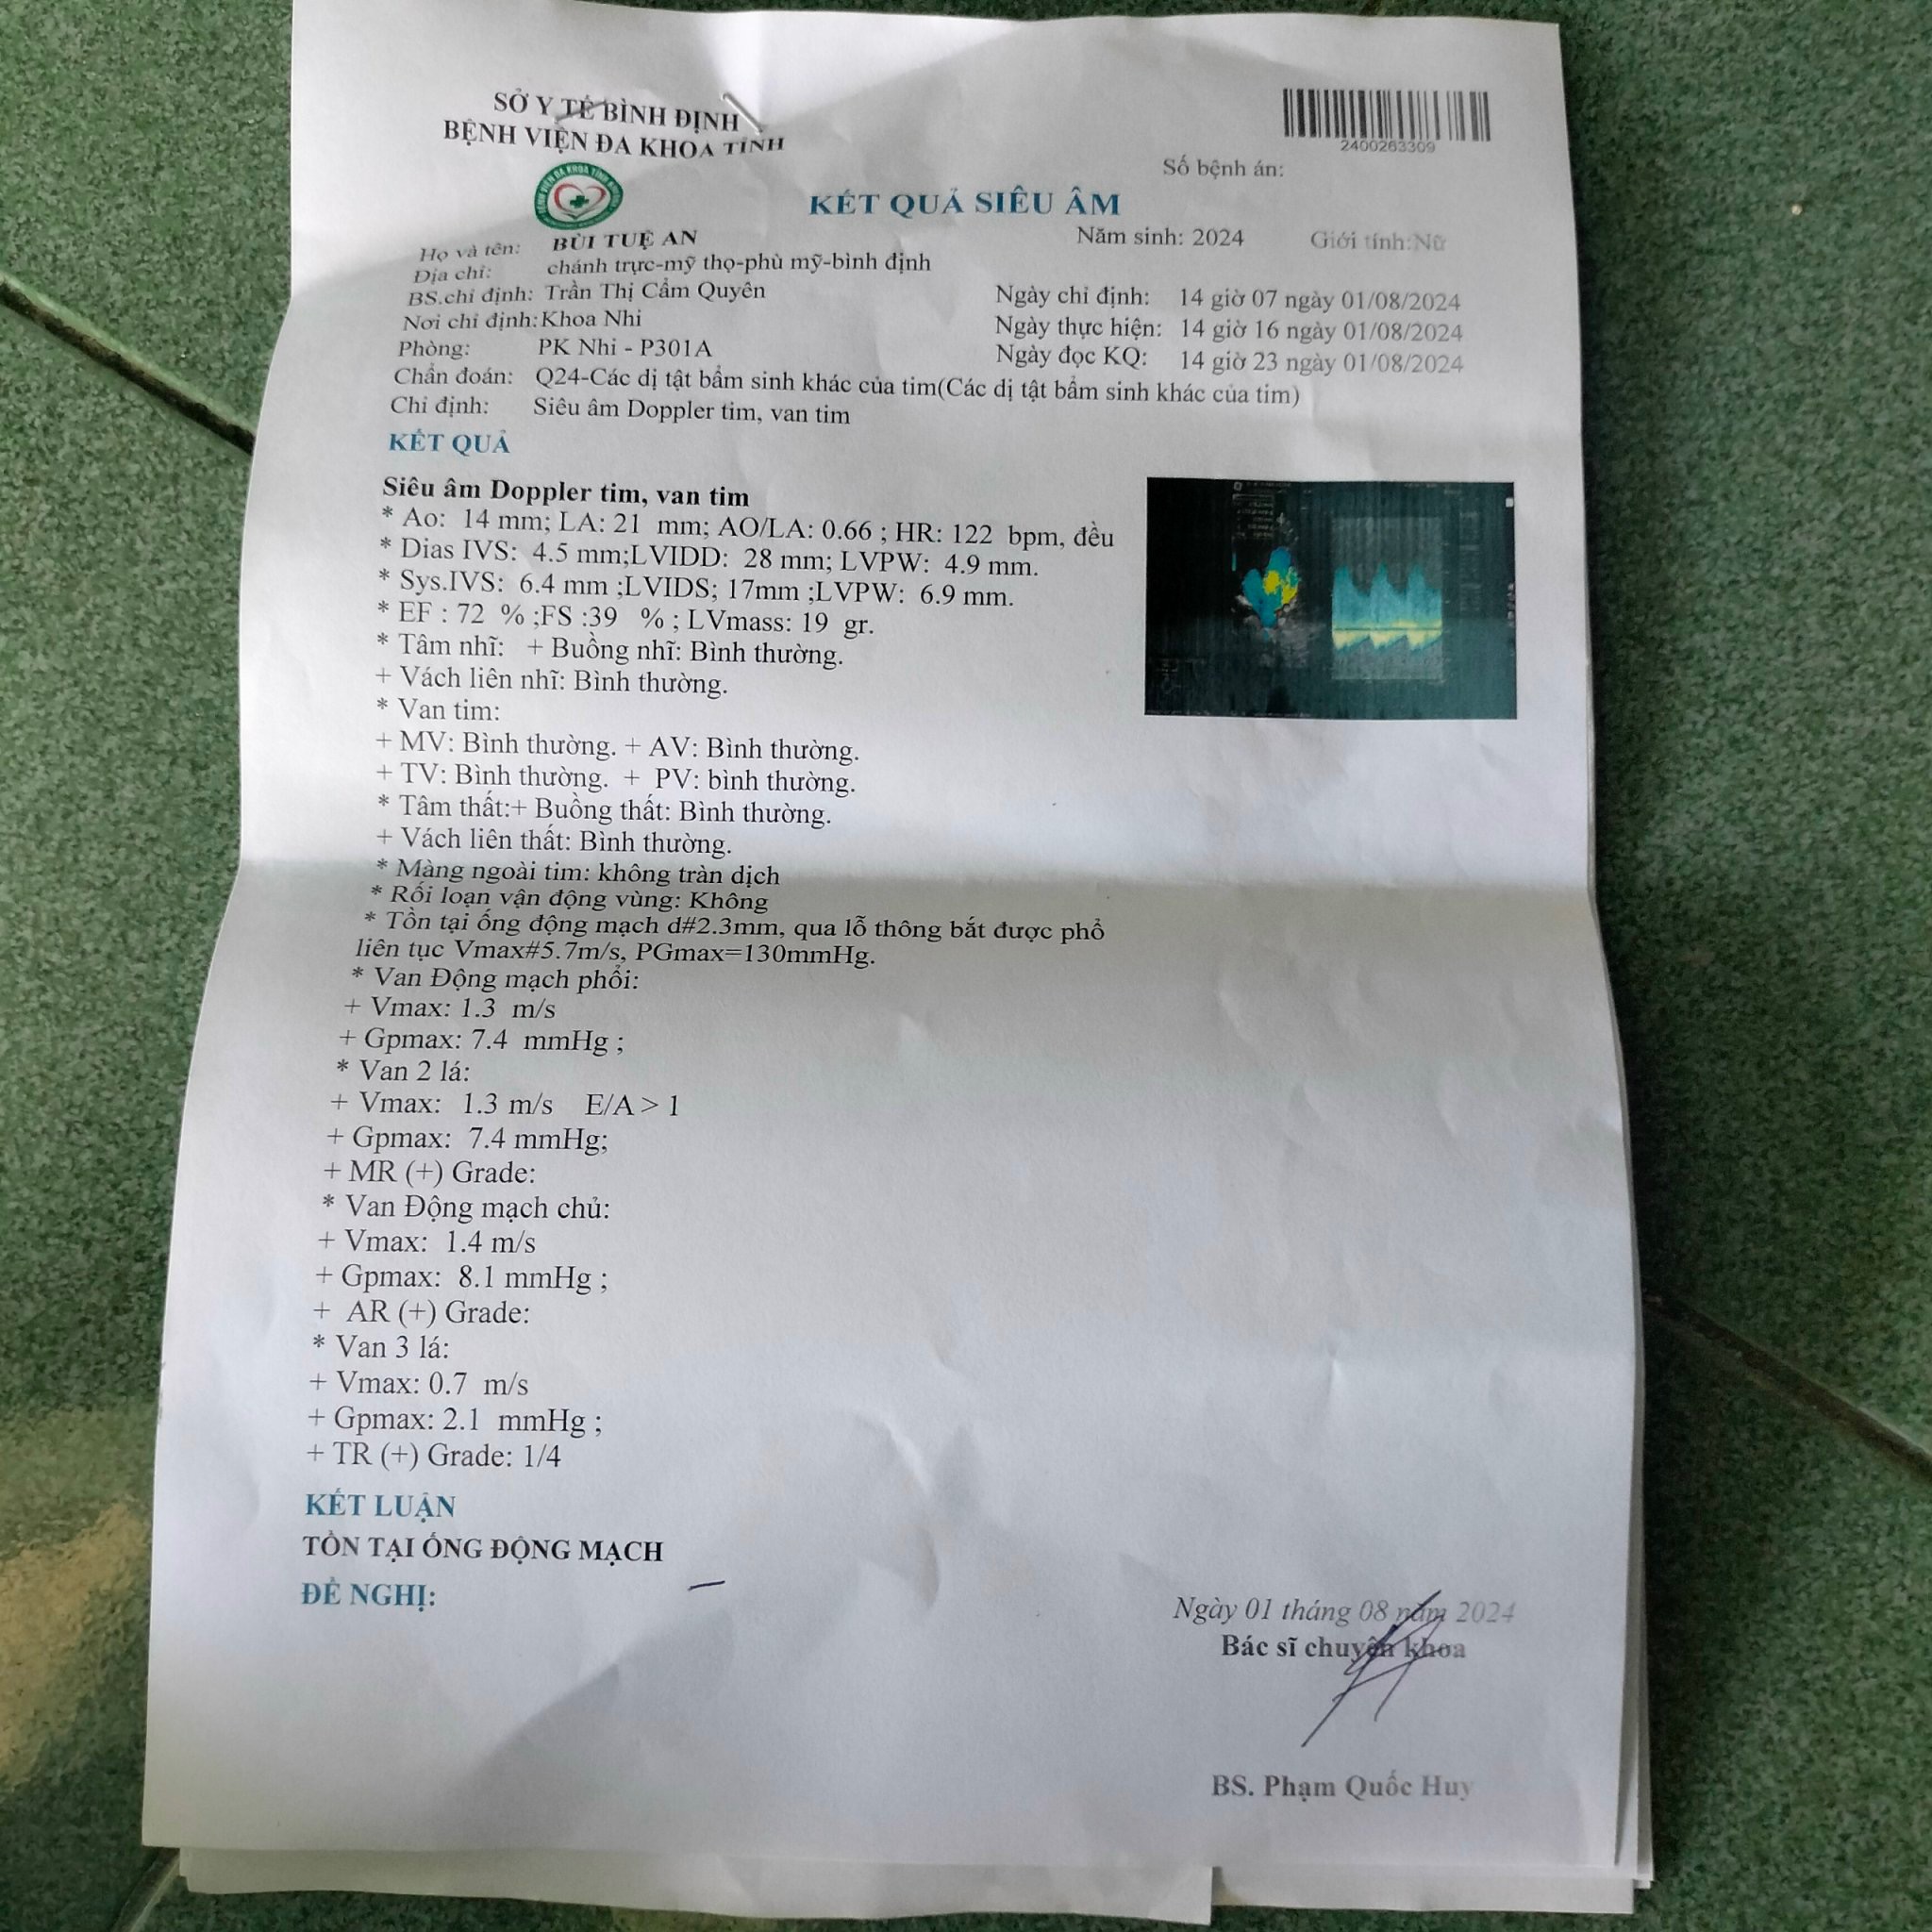 SỞ Y TẾ BÌNH ĐỊNH
BỆNH VIỆN ĐA KHOA TỈNH
2400263309
Số bệnh án:
KẾT QUẢ SIÊU ÂM
Họ và tên: BÙI TUỆ AN Năm sinh: 2024 Giới tính:Nữ
Địa chỉ: chánh trực-mỹ thọ-phù mỹ-bình định
BS.chỉ định: Trần Thị Cẩm Quyên Ngày chỉ định: 14 giờ 07 ngày 01/08/2024
Nơi chỉ định:Khoa Nhi Ngày thực hiện: 14 giờ 16 ngày 01/08/2024
Phòng: PK Nhi - P301A Ngày đọc KQ: 14 giờ 23 ngày 01/08/2024
Chẩn đoán: Q24-Các dị tật bẩm sinh khác của tim(Các dị tật bẩm sinh khác của tim)
Chỉ định: Siêu âm Doppler tim, van tim
KẾT QUẢ
Siêu âm Doppler tim, van tim
* Ao: 14 mm; LA: 21 mm; AO/LA: 0.66 ; HR: 122 bpm, đều
* Dias IVS: 4.5 mm;LVIDD: 28 mm; LVPW: 4.9 mm.
* Sys.IVS: 6.4 mm ;LVIDS; 17mm ;LVPW: 6.9 mm.
* EF : 72 % ;FS :39 % ; LVmass: 19 gr.
* Tâm nhĩ: + Buồng nhĩ: Bình thường.
+ Vách liên nhĩ: Bình thường.
* Van tim:
+ MV: Bình thường. + AV: Bình thường.
+ TV: Bình thường. + PV: bình thường.
* Tâm thất:+ Buồng thất: Bình thường.
+ Vách liên thất: Bình thường.
* Màng ngoài tim: không tràn dịch
* Rối loạn vận động vùng: Không
* Tồn tại ống động mạch d#2.3mm, qua lỗ thông bắt được phổ
liên tục Vmax#5.7m/s, PGmax=130mmHg.
* Van Động mạch phổi:
+ Vmax: 1.3 m/s
+ Gpmax: 7.4 mmHg ;
* Van 2 lá:
+ Vmax: 1.3 m/s E/A > 1
+ Gpmax: 7.4 mmHg;
+ MR (+) Grade:
* Van Động mạch chủ:
+ Vmax: 1.4 m/s
+ Gpmax: 8.1 mmHg ;
+ AR (+) Grade:
* Van 3 lá:
+ Vmax: 0.7 m/s
+ Gpmax: 2.1 mmHg ;
+ TR (+) Grade: 1/4
KẾT LUẬN
TỒN TẠI ỐNG ĐỘNG MẠCH
ĐỀ NGHỊ:
Ngày 01 tháng 08 năm 2024
Bác sĩ chuyên khoa
BS. Phạm Quốc Huy